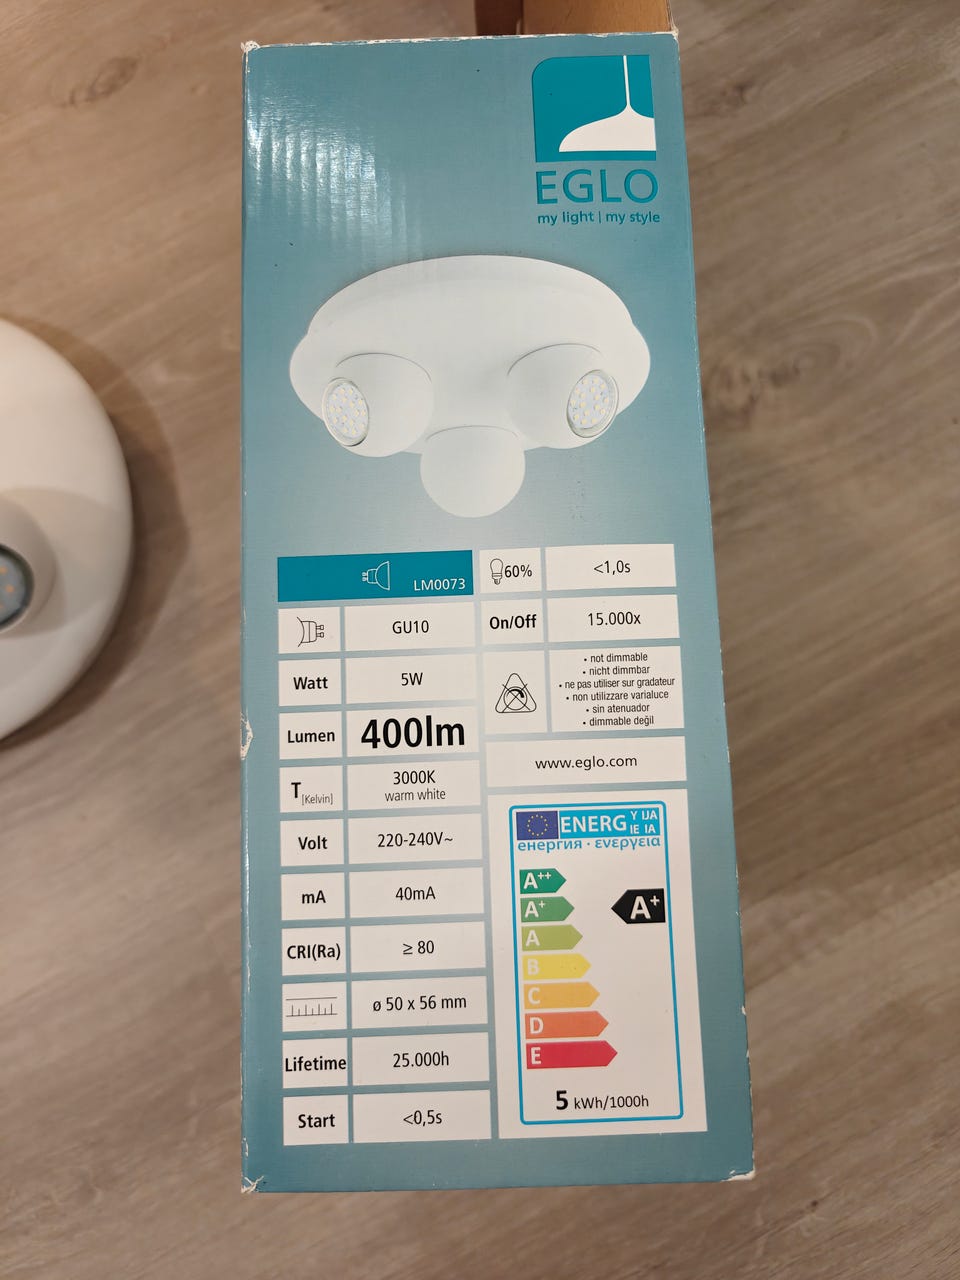 EGLO
my light | my style
LM0073
GU10
Watt 5W
Lumen 400lm
T[Kelvin] 3000K
warm white
Volt 220-240V~
mA 40mA
CRI(Ra) ≥ 80
ø 50 x 56 mm
Lifetime 25.000h
Start <0,5s
60% <1,0s
On/Off 15.000x
• not dimmable
• nicht dimmbar
• ne pas utiliser sur gradateur
• non utilizzare varialuce
• sin atenuador
• dimmable değil
www.eglo.com
ENERG Y IJA
IE IA
енергия · ενεργεια
A++
A+
A+
A
B
C
D
E
5 kWh/1000h